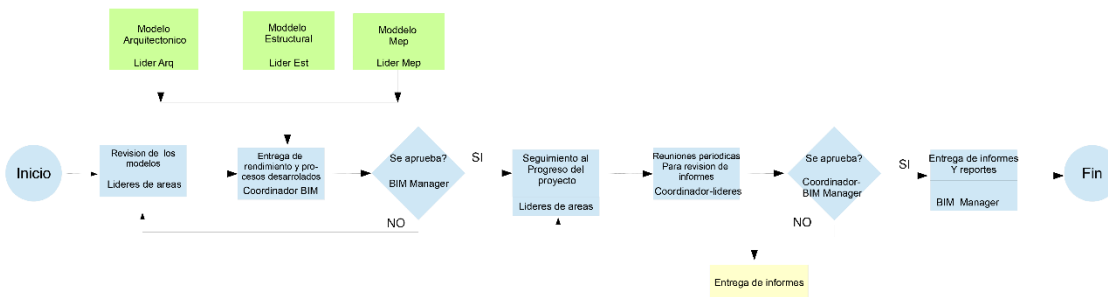 Modelo
Arquitectonico
Lider Arq
Moddelo
Estructural
Lider Est
Moddelo
Mep
Lider Mep
Inicio
Revision de los
modelos
Lideres de areas
Entrega de
rendimiento y pro-
cesos desarrolados
Coordinador BIM
Se aprueba?
BIM Manager
SI
NO
Seguimiento al
Progreso del
proyecto
Lideres de areas
Reuniones periodicas
Para revision de
informes
Coordinador-lideres
Se aprueba?
Coordinador-
BIM Manager
SI
NO
Entrega de informes
Entrega de informes
Y reportes
BIM Manager
Fin